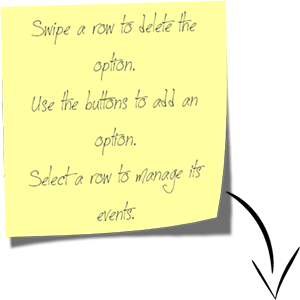 Swipe a row to delete the
option.
Use the buttons to add an
option.
Select a row to manage its
events.